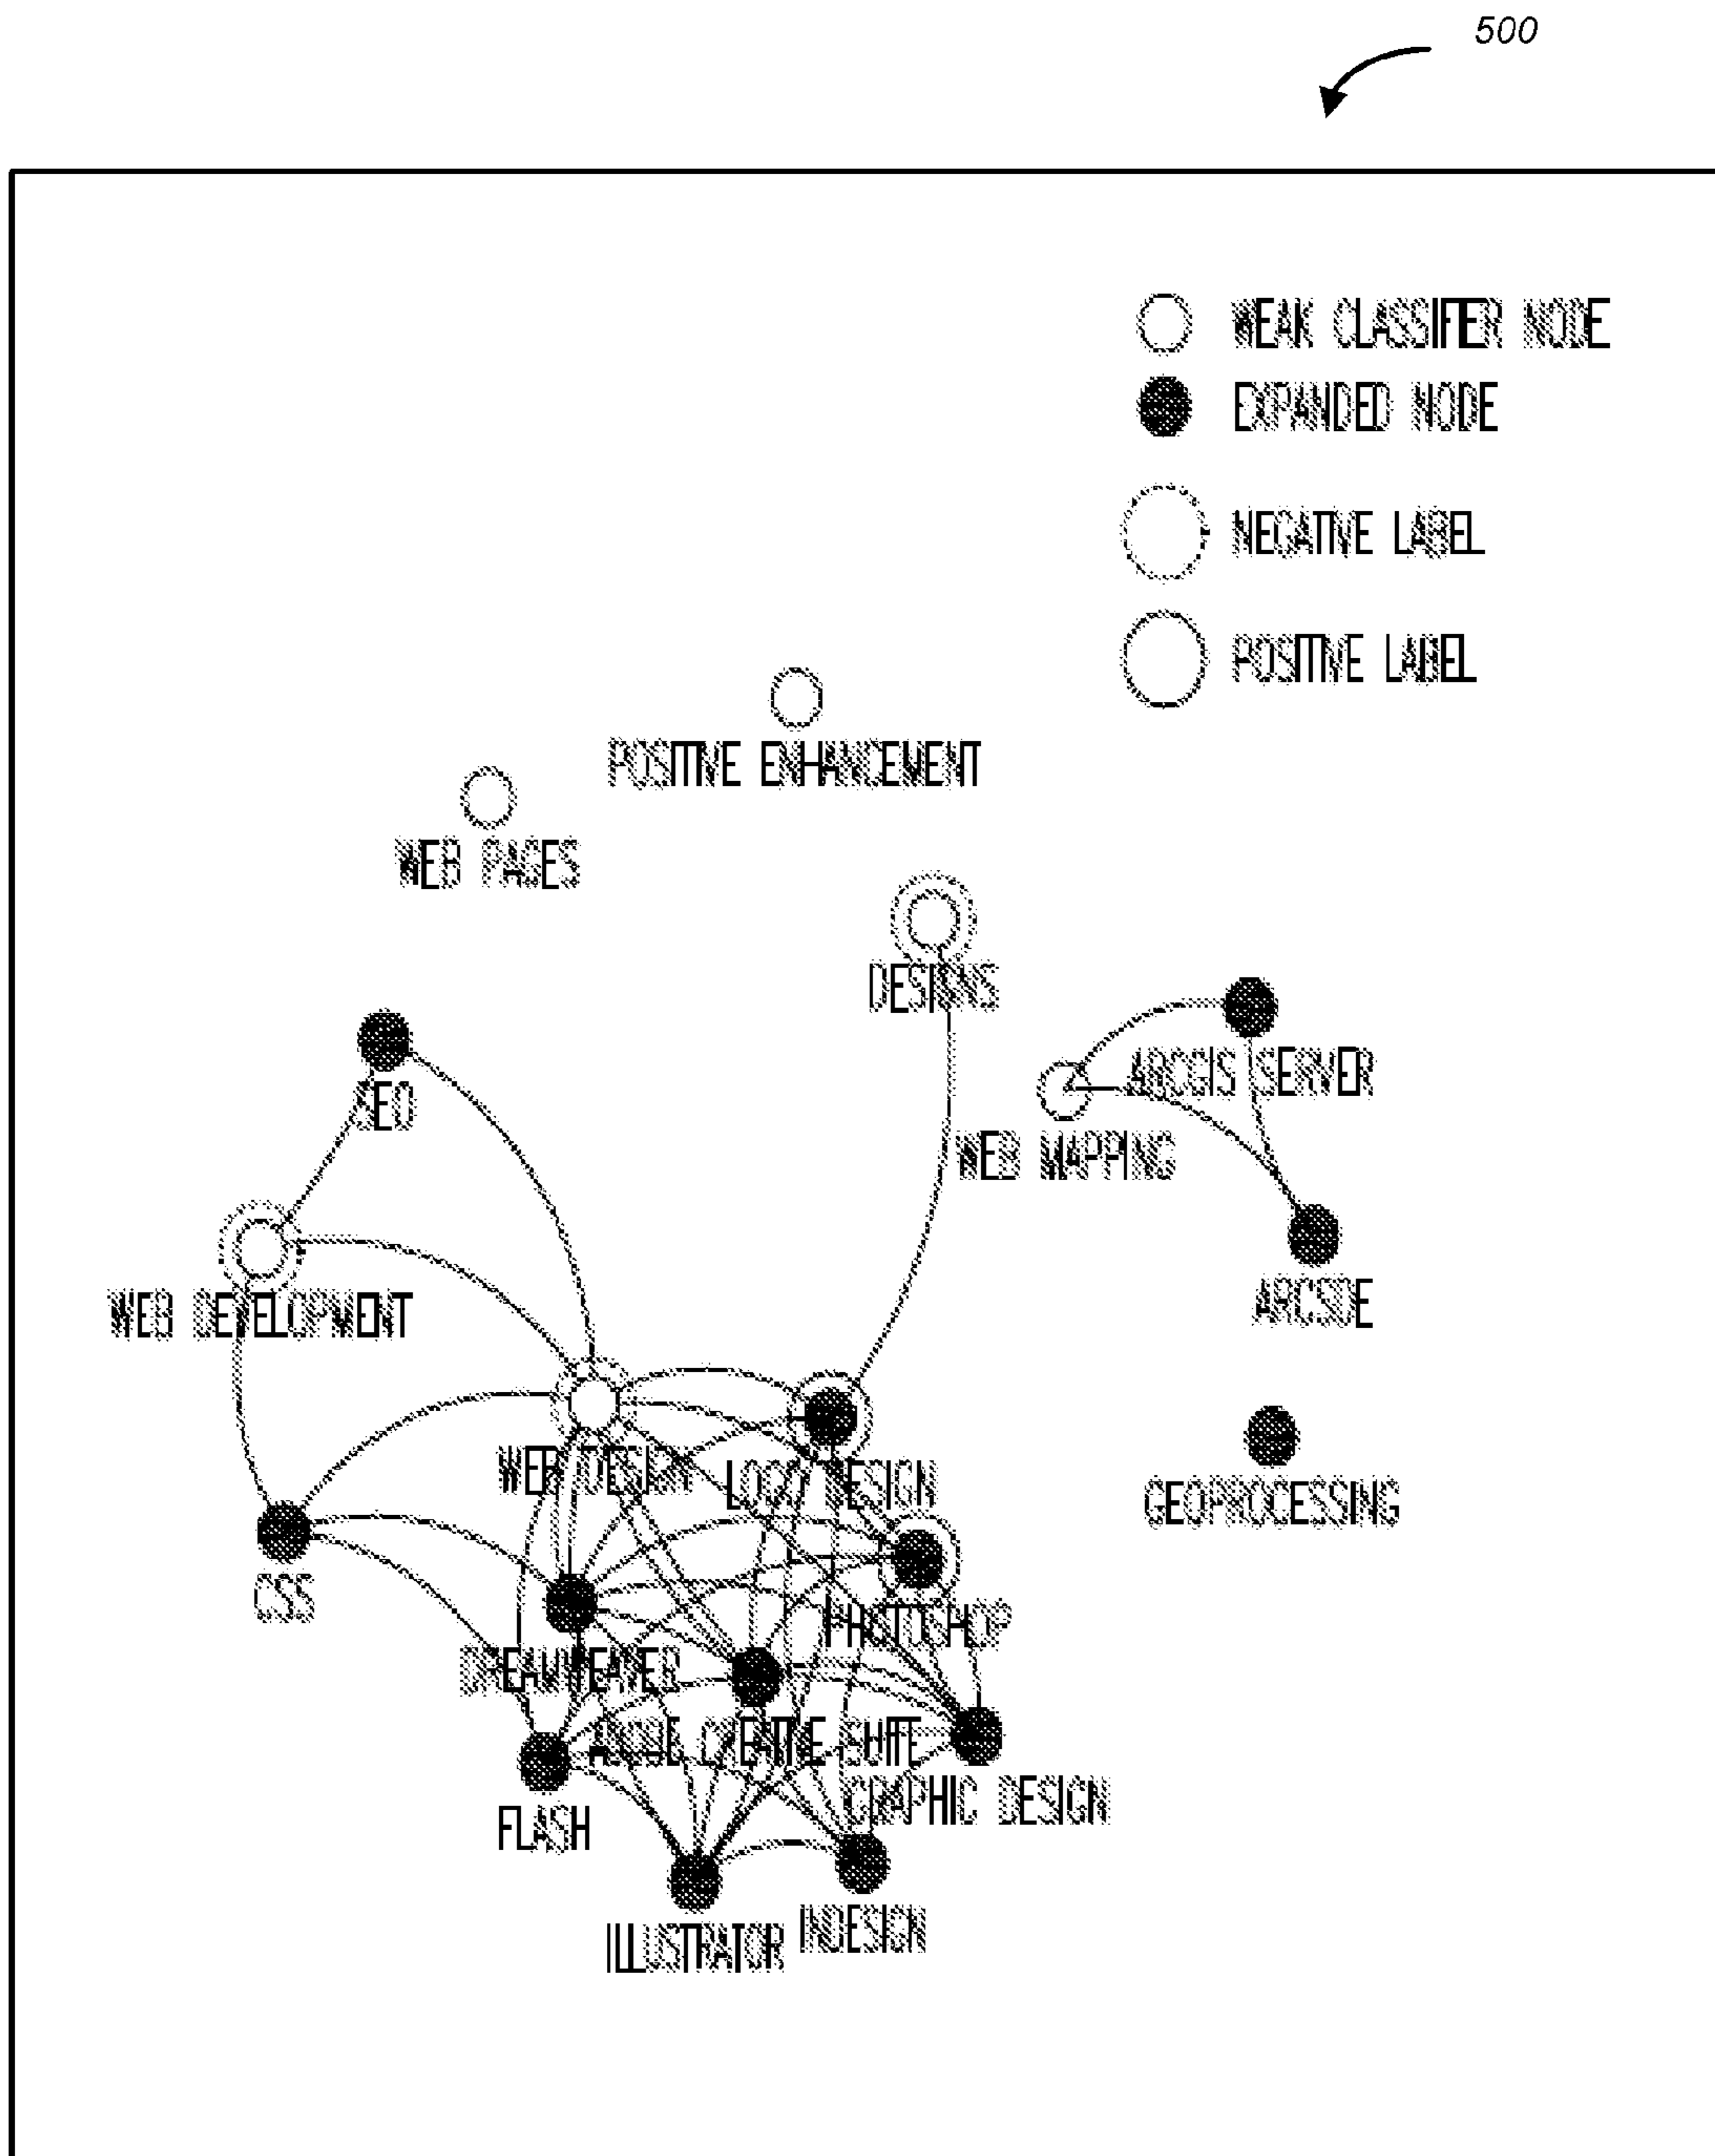 500
WEAK CLASSIFIER NODE
EXPANDED NODE
NEGATIVE LABEL
POSITIVE LABEL
POSITIVE ENHANCEMENT
WEB PAGES
DESIGNS
ARCGIS SERVER
SEO
WEB MAPPING
ARCSDE
WEB DEVELOPMENT
WEB DESIGN
LOGO DESIGN
GEOPROCESSING
CSS
PHOTOSHOP
DREAMWEAVER
ADOBE CREATIVE SUITE
GRAPHIC DESIGN
FLASH
INDESIGN
ILLUSTRATOR